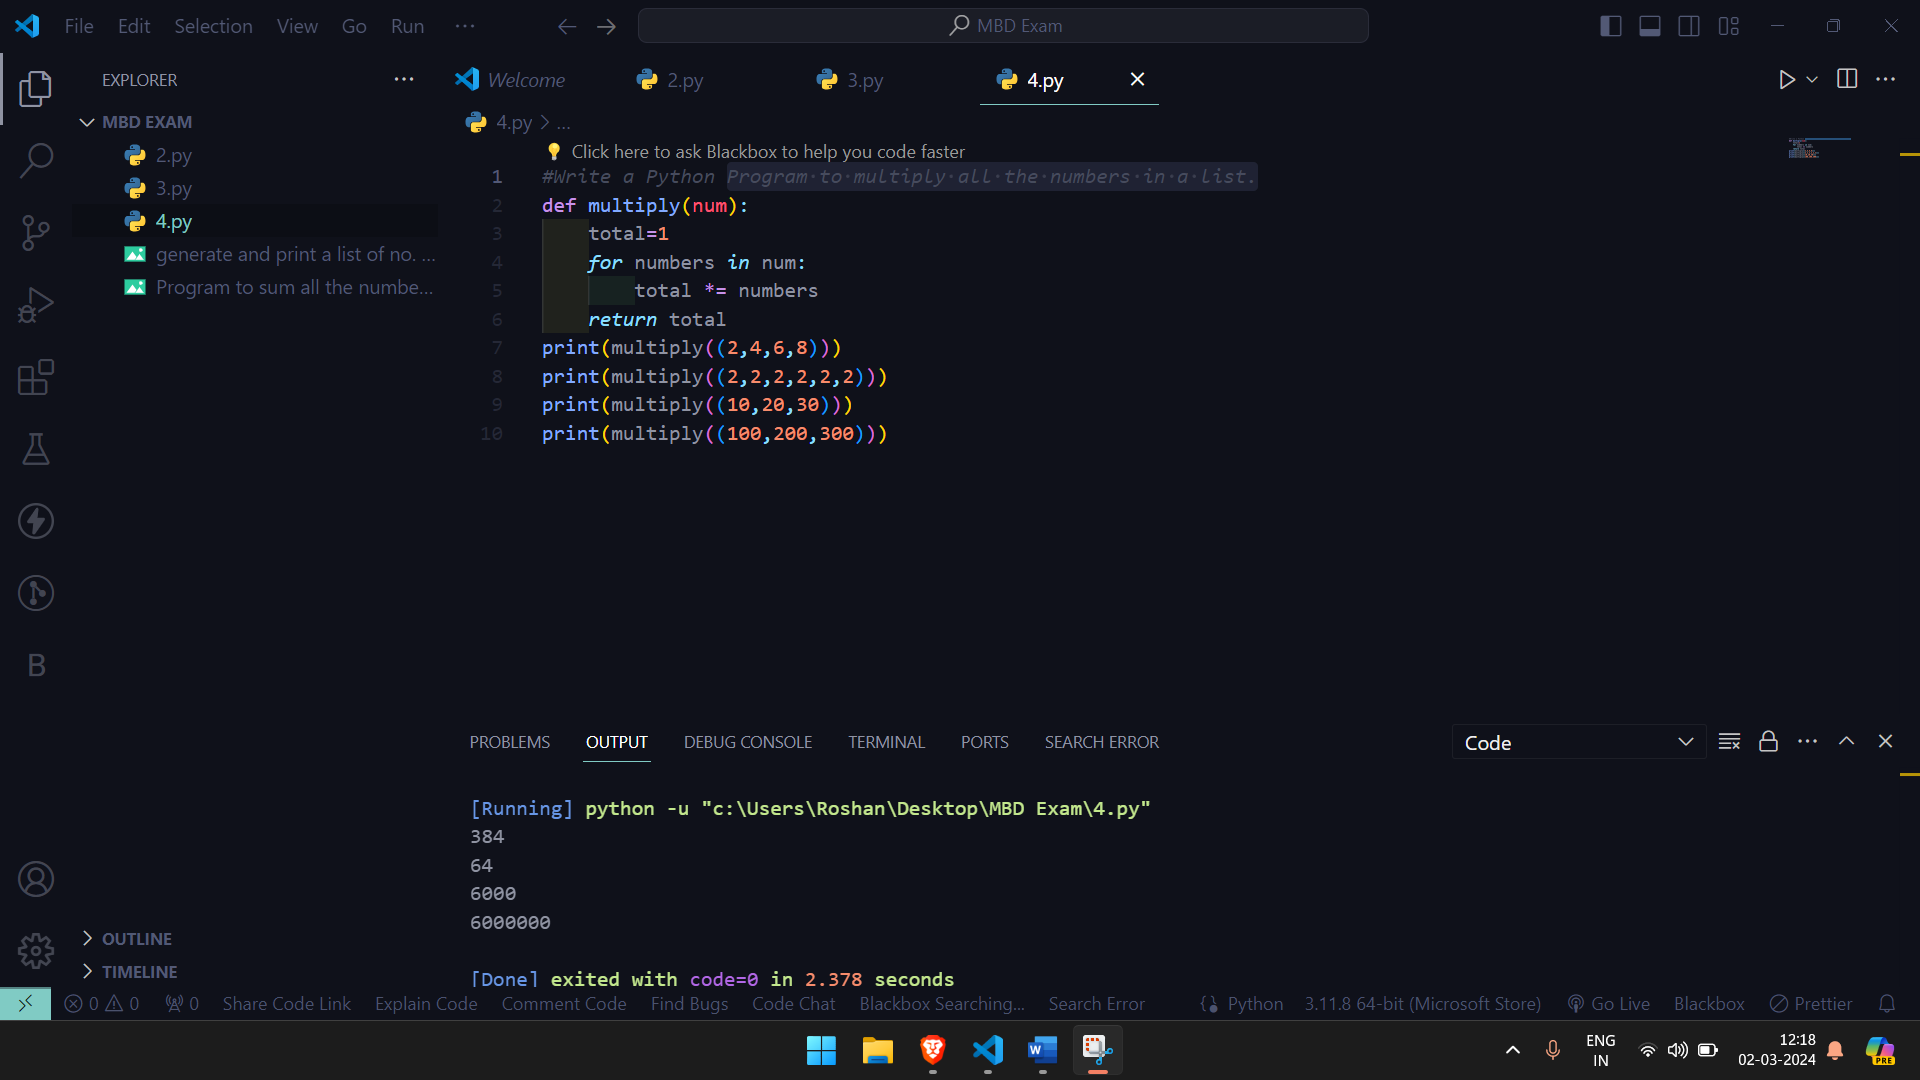 File Edit Selection View Go Run ...
MBD Exam
EXPLORER ...
MBD EXAM
2.py
3.py
4.py
generate and print a list of no. ...
Program to sum all the numbe...
OUTLINE
TIMELINE
Welcome 2.py 3.py 4.py
4.py > ...
Click here to ask Blackbox to help you code faster
1 #Write a Python Program to multiply all the numbers in a list.
2 def multiply(num):
3 total=1
4 for numbers in num:
5 total *= numbers
6 return total
7 print(multiply((2,4,6,8)))
8 print(multiply((2,2,2,2,2,2)))
9 print(multiply((10,20,30)))
10 print(multiply((100,200,300)))
B
PROBLEMS OUTPUT DEBUG CONSOLE TERMINAL PORTS SEARCH ERROR
Code
[Running] python -u "c:\Users\Roshan\Desktop\MBD Exam\4.py"
384
64
6000
6000000
[Done] exited with code=0 in 2.378 seconds
0 0 0 Share Code Link Explain Code Comment Code Find Bugs Code Chat Blackbox Searching... Search Error { } Python 3.11.8 64-bit (Microsoft Store) Go Live Blackbox Prettier
W
ENG
IN
12:18
02-03-2024
PRE